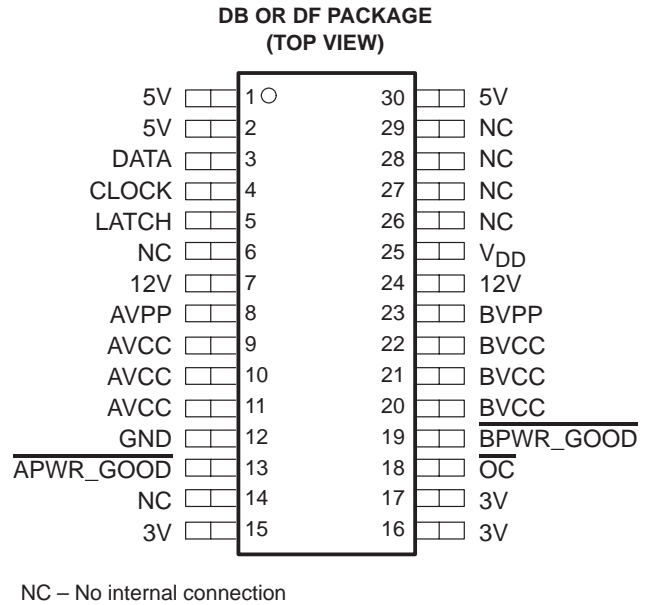 DB OR DF PACKAGE
(TOP VIEW)
5V 1 30 5V
5V 2 29 NC
DATA 3 28 NC
CLOCK 4 27 NC
LATCH 5 26 NC
NC 6 25 VDD
12V 7 24 12V
AVPP 8 23 BVPP
AVCC 9 22 BVCC
AVCC 10 21 BVCC
AVCC 11 20 BVCC
GND 12 19 BPWR_GOOD
APWR_GOOD 13 18 OC
NC 14 17 3V
3V 15 16 3V
NC – No internal connection